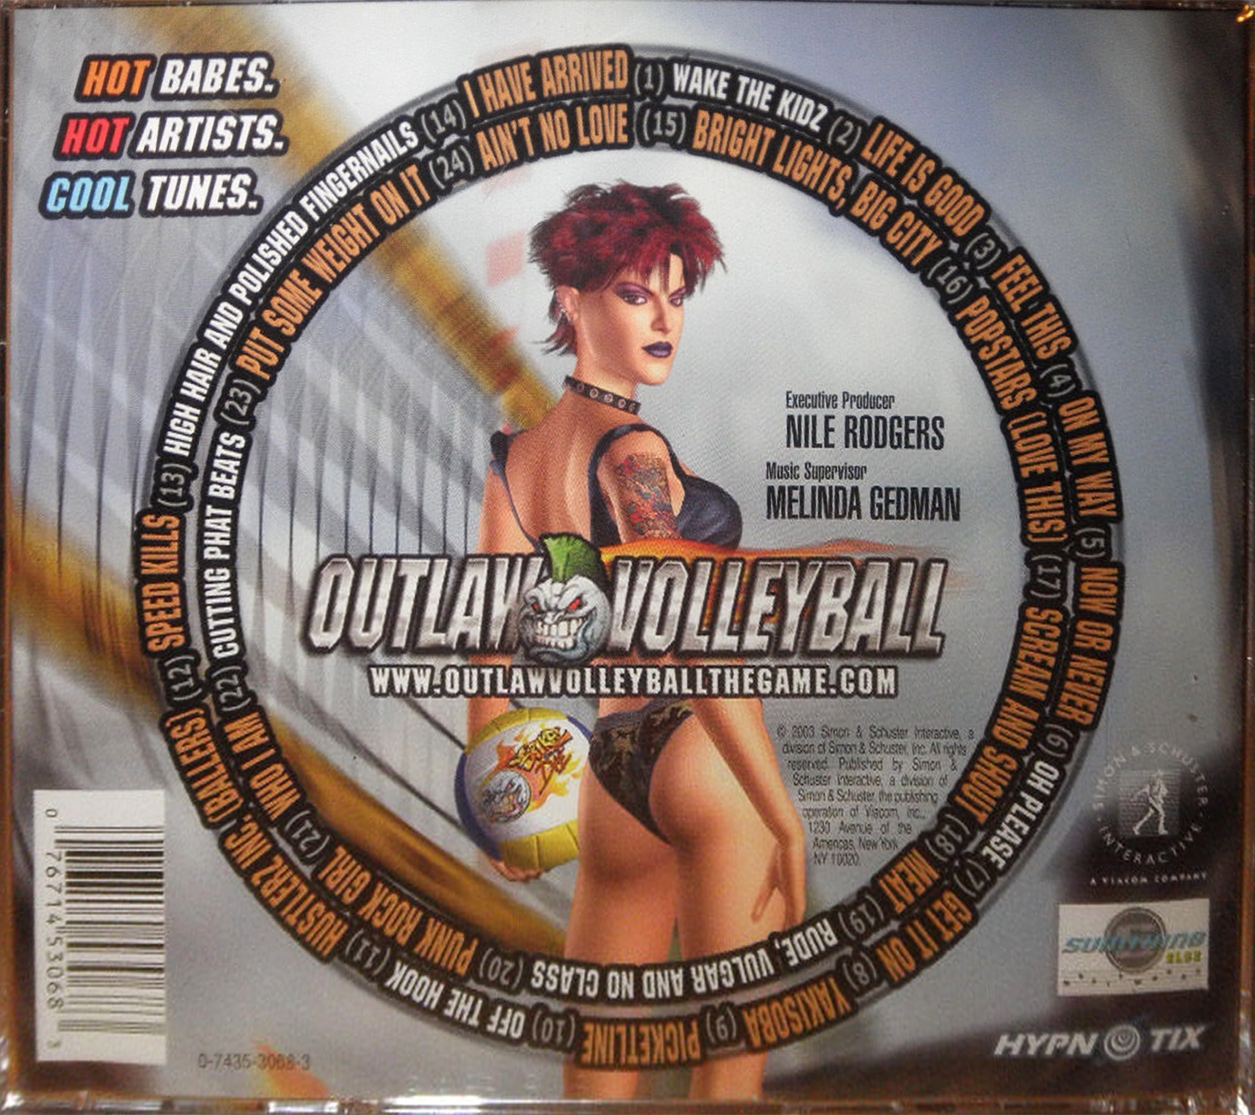 HOT BABES.
HOT ARTISTS.
COOL TUNES.
I HAVE ARRIVED (1) WAKE THE KIDZ (2) LIFE IS GOOD (3) FEEL THIS (4) ON MY WAY (5) NOW OR NEVER (6) OH PLEASE (7) GET IT ON (8) YAKISOBA (9) PICKETLINE (10) OFF THE HOOK (11) HUSTLERZ INC. (BALLERS) (12) SPEED KILLS (13) HIGH HAIR AND POLISHED FINGERNAILS (14)
AIN'T NO LOVE (15) BRIGHT LIGHTS, BIG CITY (16) POPSTARS (LOVE THIS) (17) SCREAM AND SHOUT (18) MEAT (19) RUDE, VULGAR AND NO CLASS (20) PUNK ROCK GIRL (21) WHO I AM (22) CUTTING PHAT BEATS (23) PUT SOME WEIGHT ON IT (24)
Executive Producer
NILE RODGERS
Music Supervisor
MELINDA GEDMAN
OUTLAW VOLLEYBALL
WWW.OUTLAWVOLLEYBALLTHEGAME.COM
© 2003 Simon & Schuster Interactive, a
division of Simon & Schuster, Inc. All rights
reserved. Published by Simon &
Schuster Interactive, a division of
Simon & Schuster, the publishing
operation of Viacom, Inc.,
1230 Avenue of the
Americas, New York
NY 10020.
SIMON & SCHUSTER
INTERACTIVE
A VIACOM COMPANY
SUMTHING
ELSE
HYPNOTIX
0 76714 53068 3
0-7435-3068-3